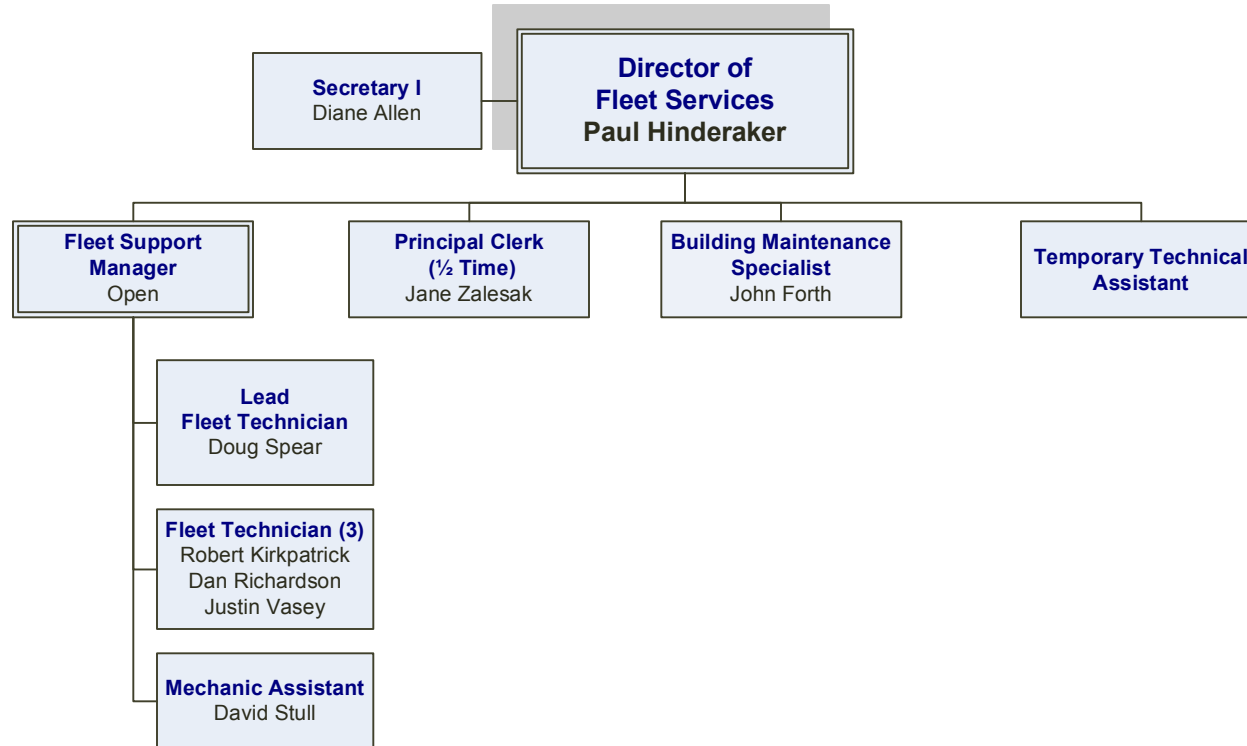 Secretary I
Diane Allen
Director of
Fleet Services
Paul Hinderaker
Fleet Support
Manager
Open
Principal Clerk
(½ Time)
Jane Zalesak
Building Maintenance
Specialist
John Forth
Temporary Technical
Assistant
Lead
Fleet Technician
Doug Spear
Fleet Technician (3)
Robert Kirkpatrick
Dan Richardson
Justin Vasey
Mechanic Assistant
David Stull